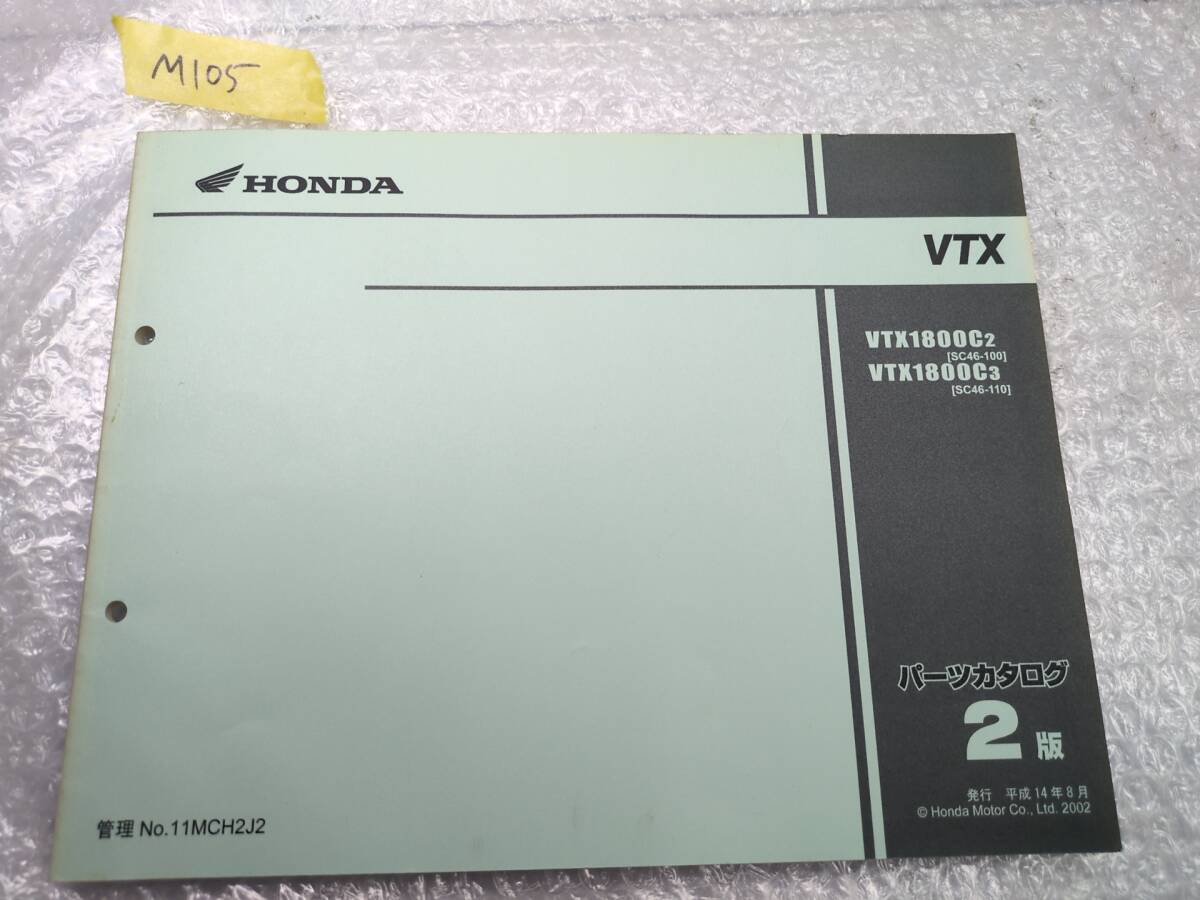 M105
HONDA
VTX
VTX1800C2
[SC46-100]
VTX1800C3
[SC46-110]
パーツカタログ
2版
発行 平成14年8月
© Honda Motor Co., Ltd. 2002
管理 No.11MCH2J2